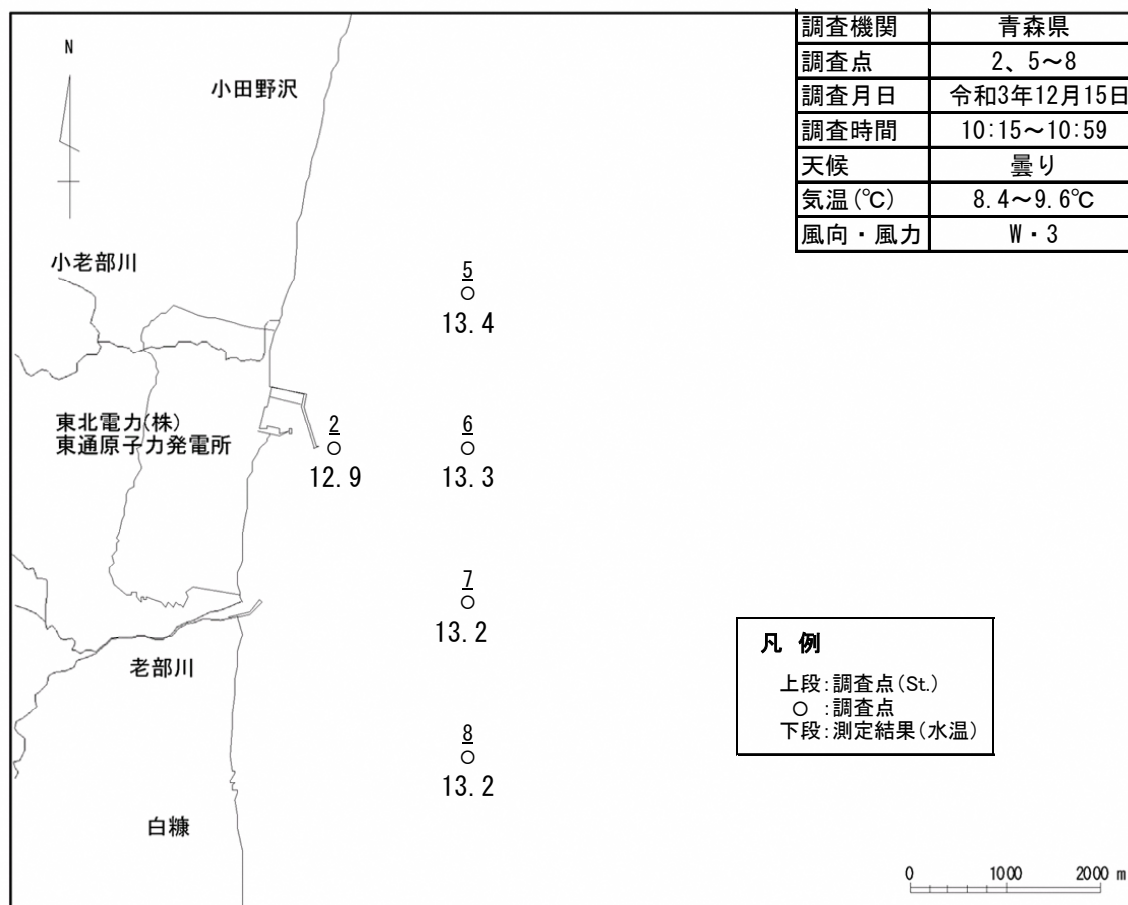 調査機関 青森県
調査点 2、5～8
調査月日 令和3年12月15日
調査時間 10:15～10:59
天候 曇り
気温(℃) 8.4～9.6℃
風向・風力 W・3
N
小田野沢
小老部川
5
13.4
東北電力(株)
東通原子力発電所
2
12.9
6
13.3
7
13.2
老部川
8
13.2
白糠
凡 例
上段:調査点(St.)
○ :調査点
下段:測定結果(水温)
0 1000 2000 m